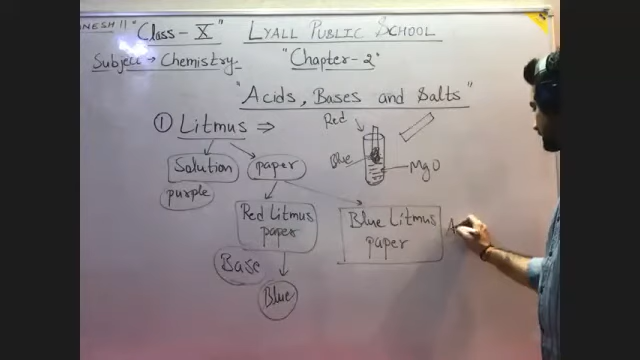 Class - X
LYALL PUBLIC SCHOOL
Subject → Chemistry
"Chapter-2"
"Acids, Bases and Salts"
① Litmus ⇒
Red
Solution
paper
Blue
MgO
purple
Red Litmus
paper
Blue Litmus
paper
A
Base
Blue